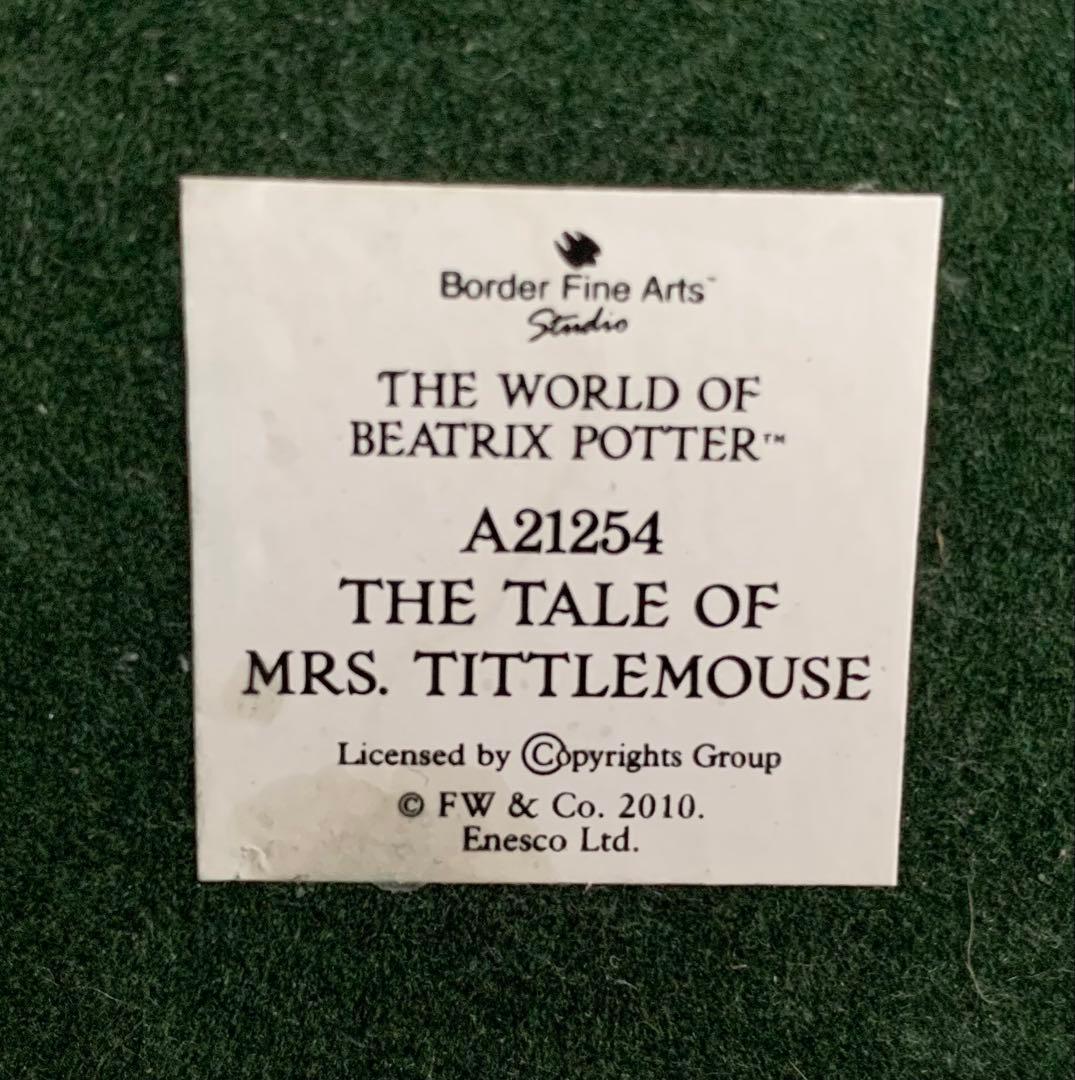 Border Fine Arts™
Studio
THE WORLD OF
BEATRIX POTTER™
A21254
THE TALE OF
MRS. TITTLEMOUSE
Licensed by Ⓒopyrights Group
© FW & Co. 2010.
Enesco Ltd.